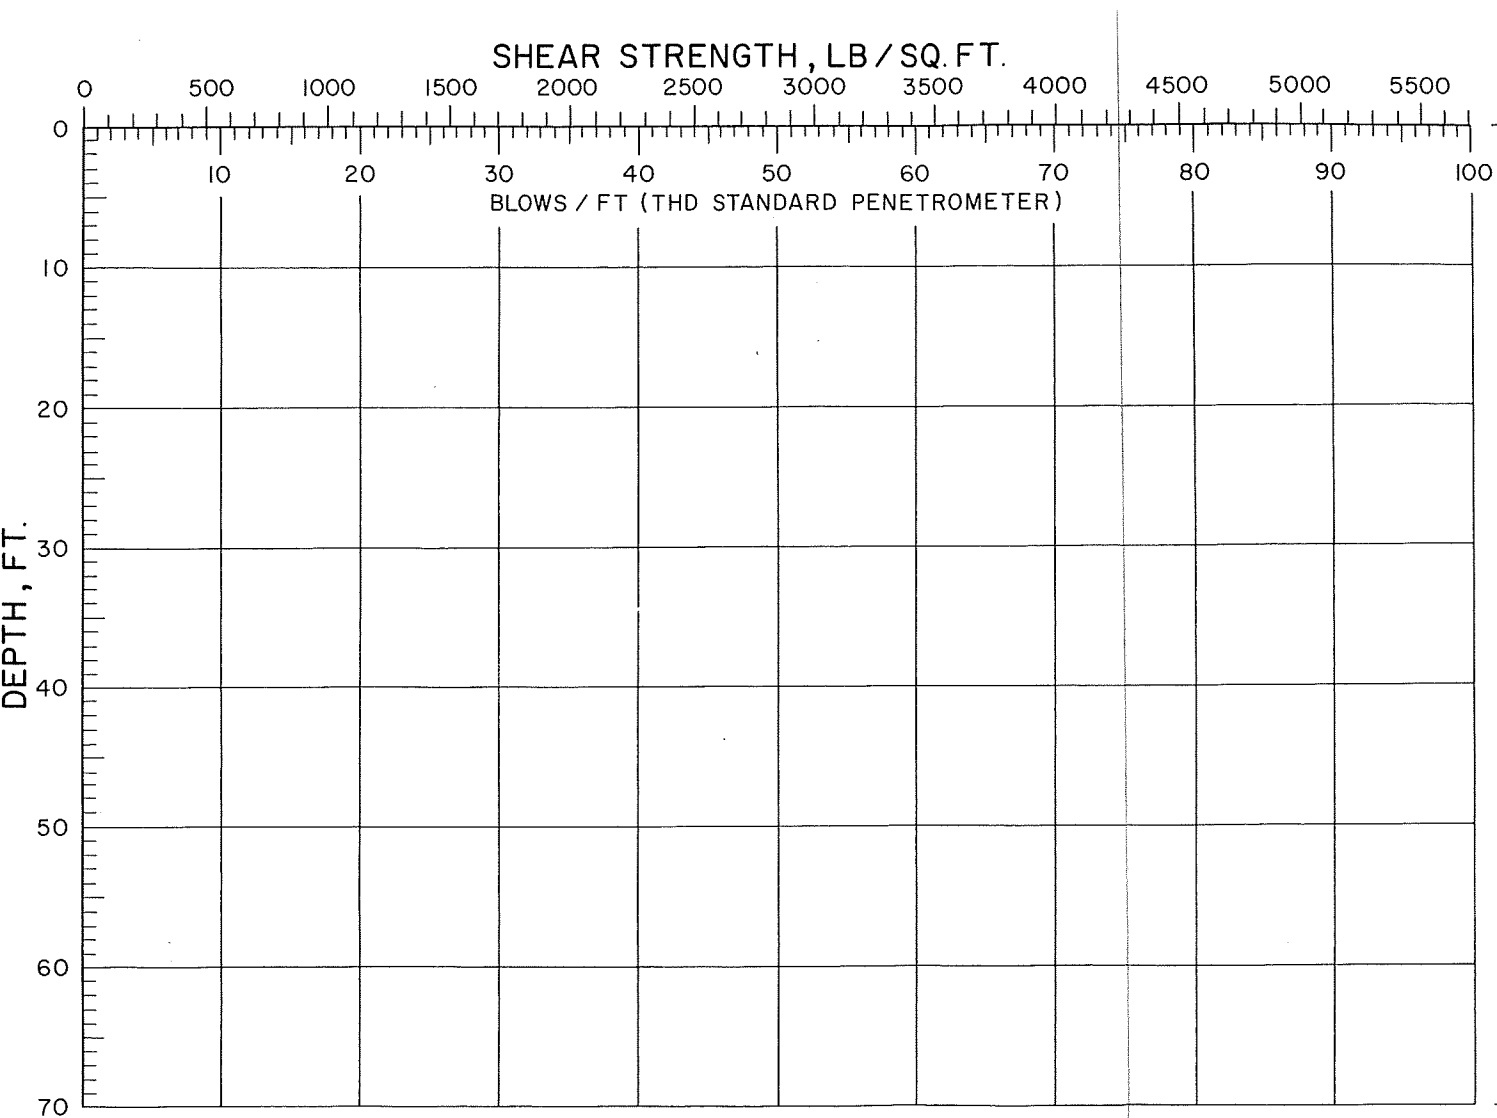 SHEAR STRENGTH, LB/SQ. FT.
0 500 1000 1500 2000 2500 3000 3500 4000 4500 5000 5500
0
10 20 30 40 50 60 70 80 90 100
BLOWS / FT (THD STANDARD PENETROMETER)
10
20
30
DEPTH, FT.
40
50
60
70